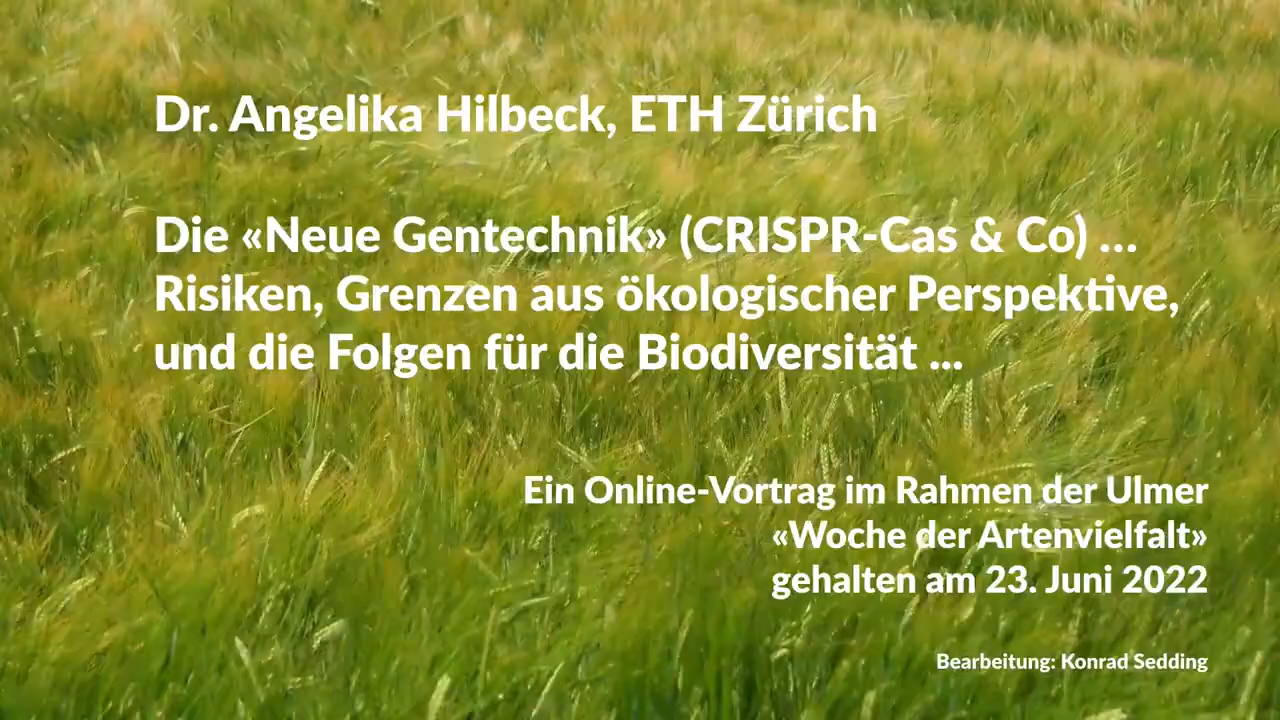 Dr. Angelika Hilbeck, ETH Zürich
Die «Neue Gentechnik» (CRISPR-Cas & Co) ...
Risiken, Grenzen aus ökologischer Perspektive,
und die Folgen für die Biodiversität ...
Ein Online-Vortrag im Rahmen der Ulmer
«Woche der Artenvielfalt»
gehalten am 23. Juni 2022
Bearbeitung: Konrad Sedding